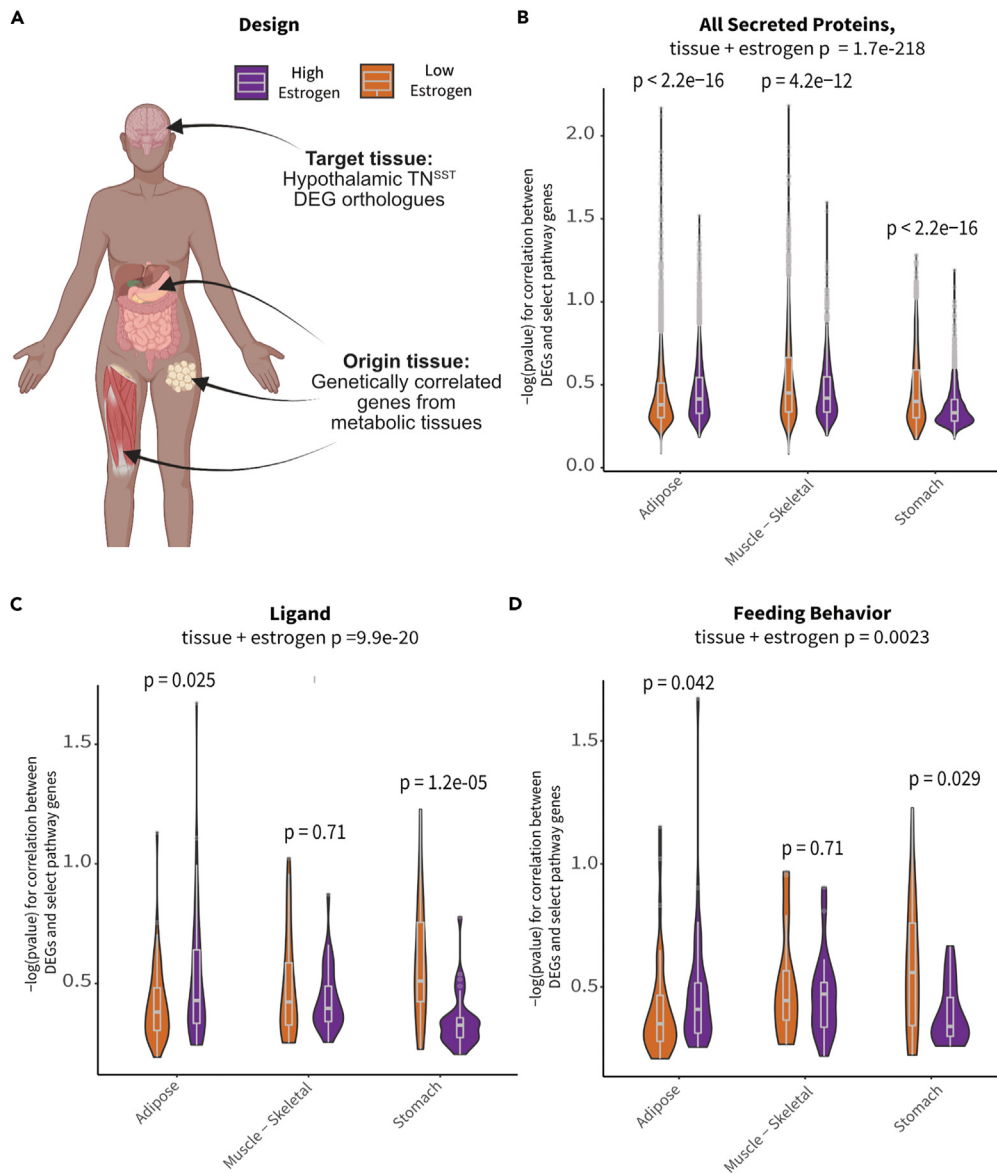 A
Design
High
Estrogen
Low
Estrogen
Target tissue:
Hypothalamic TN^SST
DEG orthologues
Origin tissue:
Genetically correlated
genes from
metabolic tissues
B
All Secreted Proteins,
tissue + estrogen p = 1.7e-218
p < 2.2e−16
p = 4.2e−12
p < 2.2e−16
−log(pvalue) for correlation between
DEGs and select pathway genes
2.0
1.5
1.0
0.5
0.0
Adipose
Muscle − Skeletal
Stomach
C
Ligand
tissue + estrogen p =9.9e-20
p = 0.025
p = 0.71
p = 1.2e-05
−log(pvalue) for correlation between
DEGs and select pathway genes
1.5
1.0
0.5
Adipose
Muscle − Skeletal
Stomach
D
Feeding Behavior
tissue + estrogen p = 0.0023
p = 0.042
p = 0.71
p = 0.029
−log(pvalue) for correlation between
DEGs and select pathway genes
1.5
1.0
0.5
Adipose
Muscle − Skeletal
Stomach